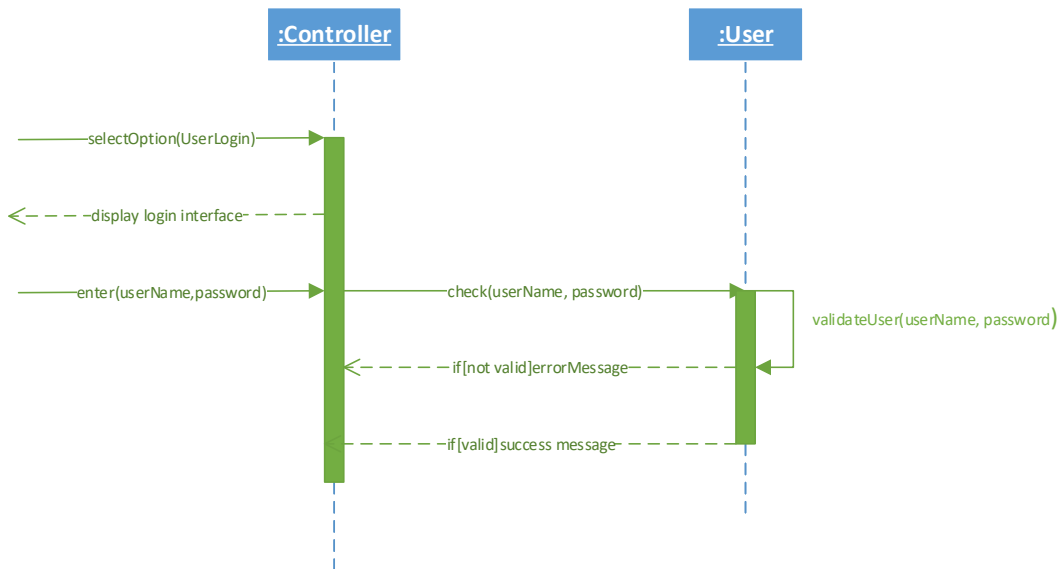 :Controller
:User
selectOption(UserLogin)
display login interface
enter(userName,password)
check(userName, password)
validateUser(userName, password)
if[not valid]errorMessage
if[valid]success message